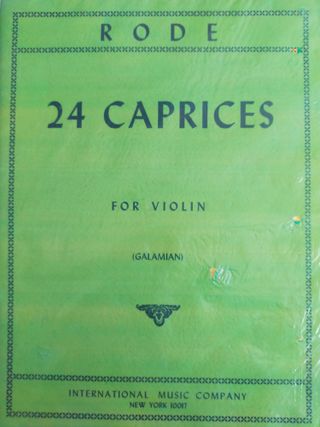 RODE
24 CAPRICES
FOR VIOLIN
(GALAMIAN)
INTERNATIONAL MUSIC COMPANY
NEW YORK 10017